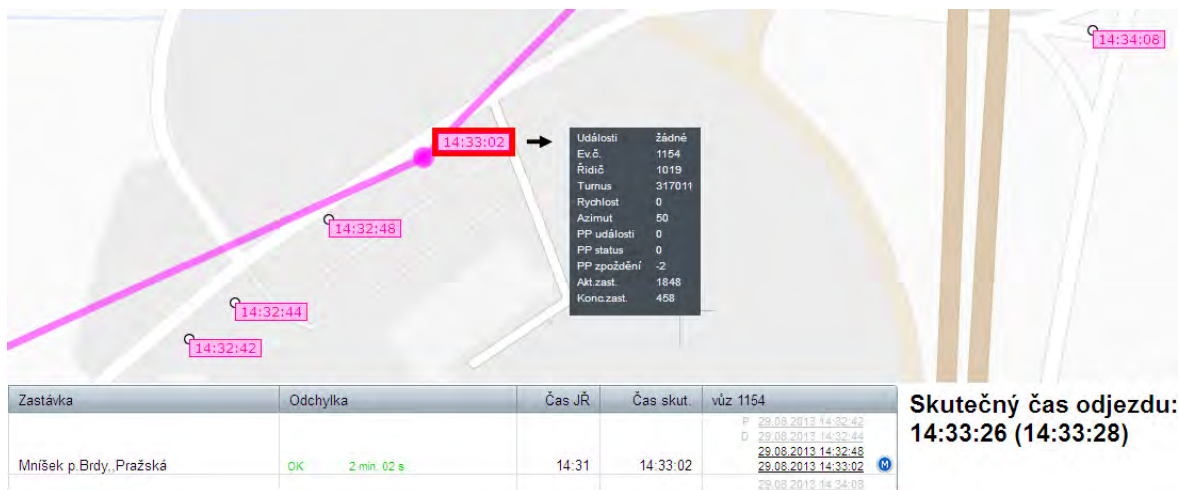 14:34:08
14:33:02
Události žádné
Ev.č. 1154
Řidič 1019
Turnus 317011
Rychlost 0
Azimut 50
PP události 0
PP status 0
PP zpoždění -2
Akt.zast. 1848
Konc.zast. 458
14:32:48
14:32:44
14:32:42
Zastávka Odchylka Čas JŘ Čas skut. vůz 1154
P 29.08.2013 14:32:42
D 29.08.2013 14:32:44
29.08.2013 14:32:48
Mníšek p.Brdy,,Pražská OK 2 min. 02 s 14:31 14:33:02 29.08.2013 14:33:02 M
29.08.2013 14:34:08
Skutečný čas odjezdu:
14:33:26 (14:33:28)